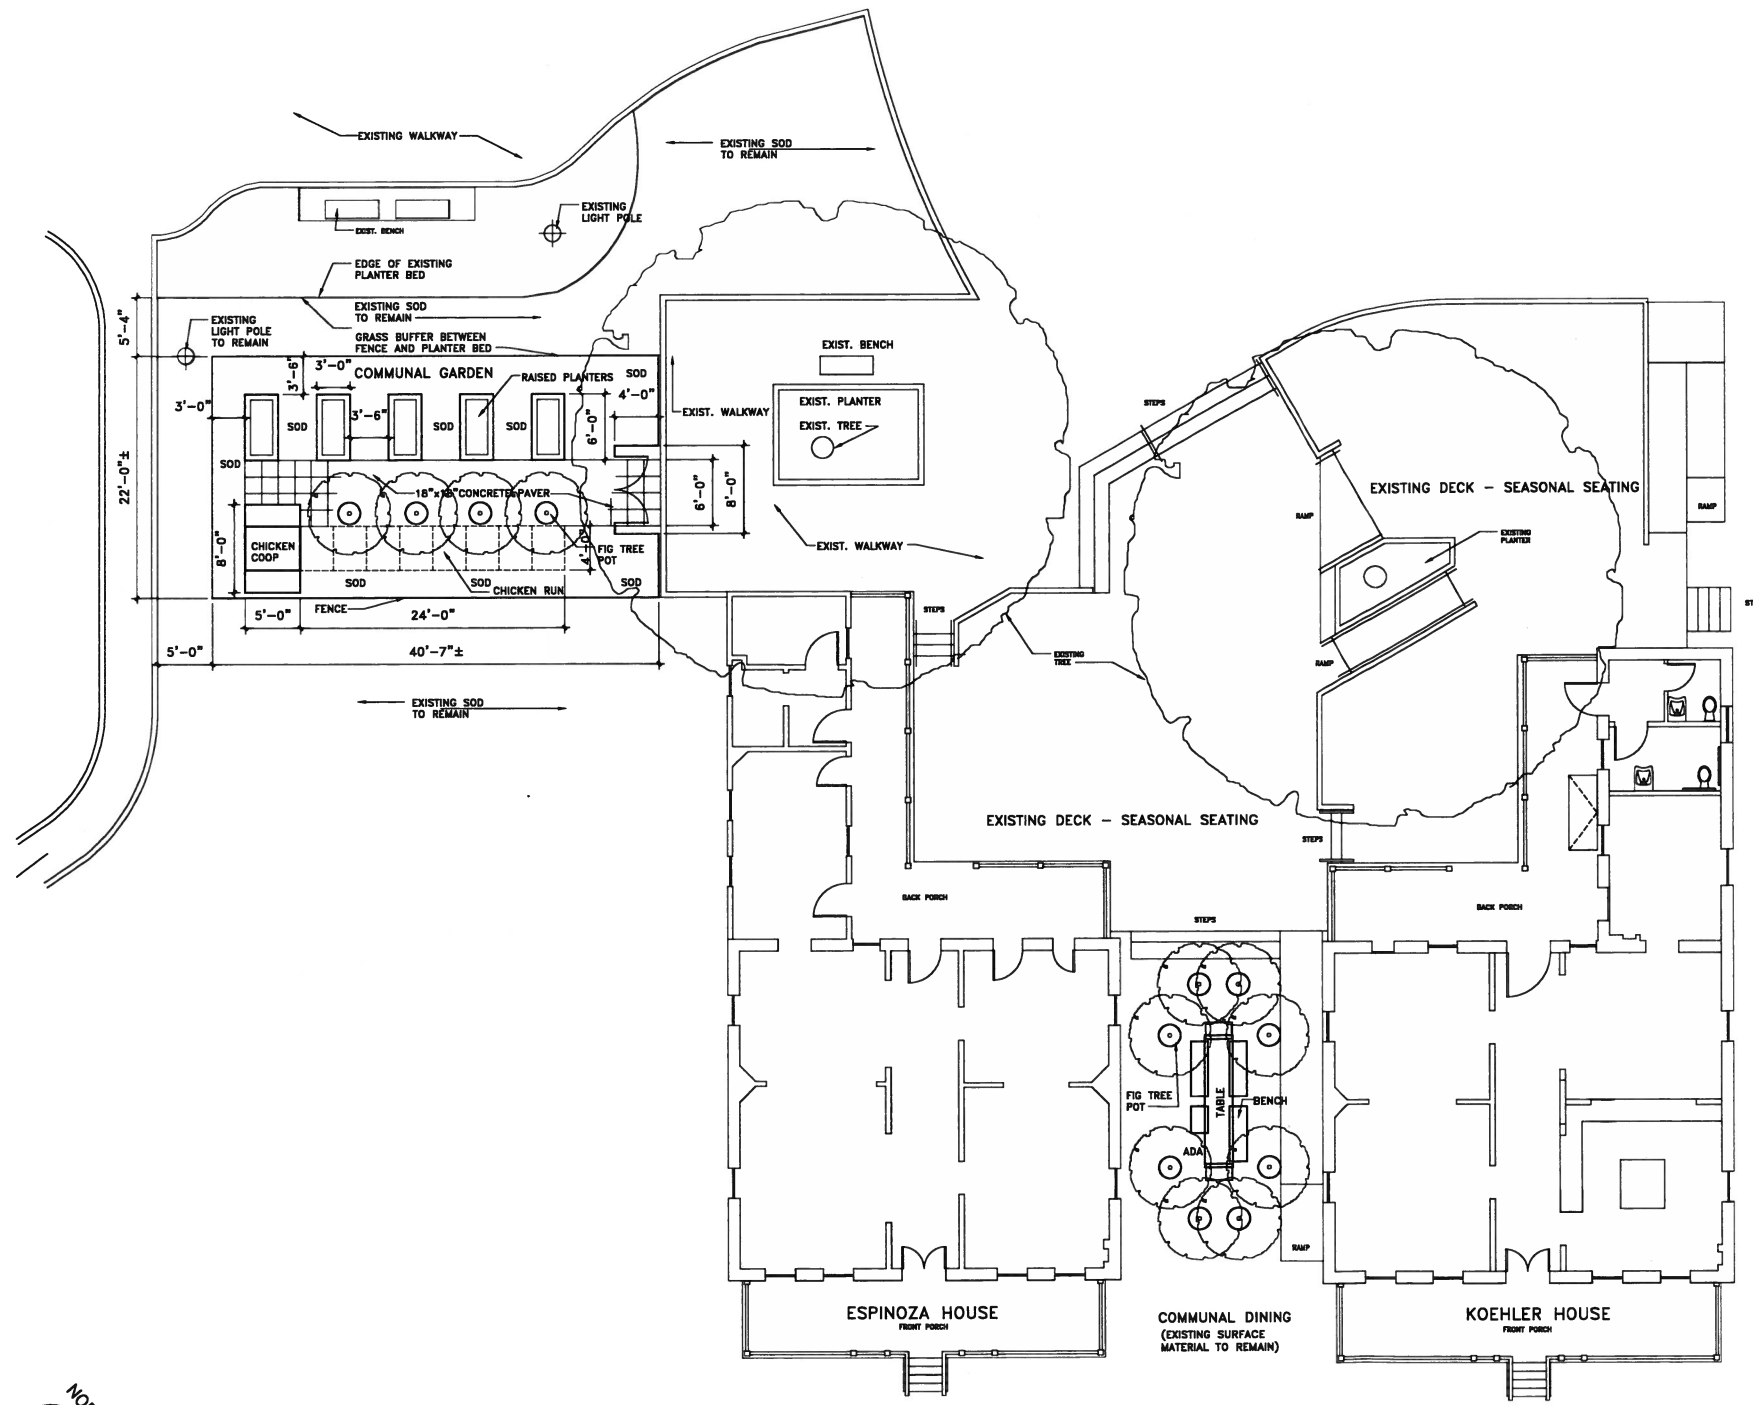 EXISTING WALKWAY
EXISTING SOD
TO REMAIN
EXISTING
LIGHT POLE
EXIST. BENCH
EDGE OF EXISTING
PLANTER BED
EXISTING SOD
TO REMAIN
5'-4"
EXISTING
LIGHT POLE
TO REMAIN
GRASS BUFFER BETWEEN
FENCE AND PLANTER BED
3'-6"
3'-0"
COMMUNAL GARDEN
RAISED PLANTERS
SOD
4'-0"
3'-0"
3'-6"
SOD
SOD
SOD
6'-0"
SOD
22'-0"±
18"x18"CONCRETE PAVER
6'-0"
8'-0"
8'-0"
CHICKEN
COOP
4'-0"
FIG TREE
POT
SOD
SOD
SOD
CHICKEN RUN
FENCE
5'-0"
24'-0"
5'-0"
40'-7"±
EXISTING SOD
TO REMAIN
EXIST. BENCH
EXIST. WALKWAY
EXIST. PLANTER
EXIST. TREE
EXIST. WALKWAY
STEPS
EXISTING DECK – SEASONAL SEATING
RAMP
RAMP
EXISTING
PLANTER
STEPS
EXISTING
TREE
RAMP
ST
EXISTING DECK – SEASONAL SEATING
STEPS
BACK PORCH
STEPS
BACK PORCH
FIG TREE
POT
TABLE
BENCH
ADA
RAMP
ESPINOZA HOUSE
FRONT PORCH
COMMUNAL DINING
(EXISTING SURFACE
MATERIAL TO REMAIN)
KOEHLER HOUSE
FRONT PORCH
NO